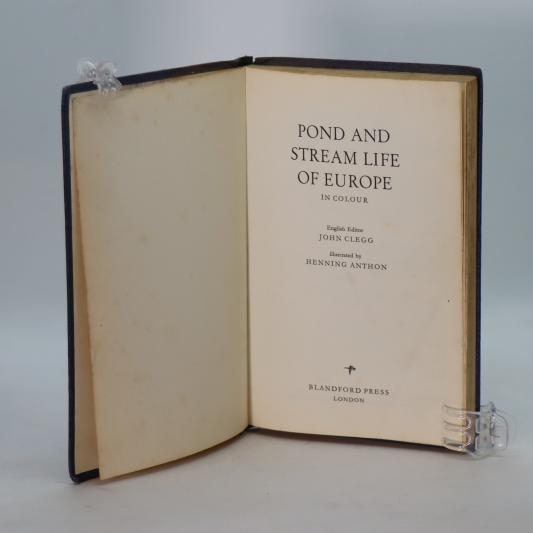 POND AND
STREAM LIFE
OF EUROPE
IN COLOUR
English Editor
JOHN CLEGG
illustrated by
HENNING ANTHON
BLANDFORD PRESS
LONDON